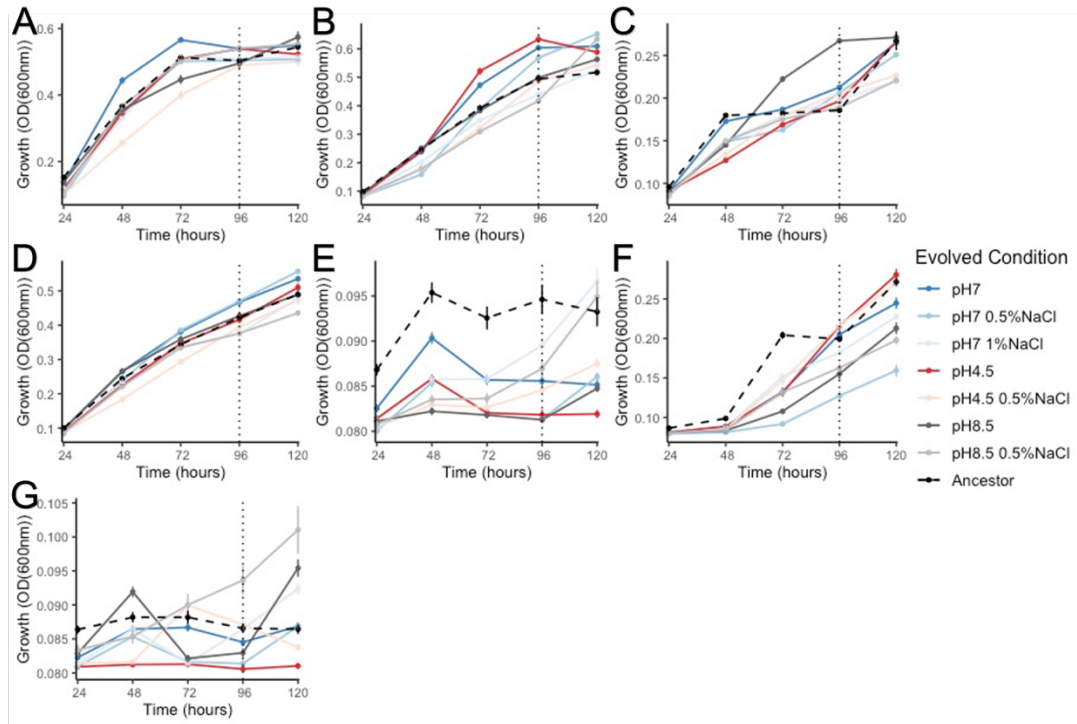 A
B
C
Growth (OD(600nm))
0.6
0.4
0.2
24 48 72 96 120
Time (hours)
Growth (OD(600nm))
0.6
0.5
0.4
0.3
0.2
0.1
24 48 72 96 120
Time (hours)
Growth (OD(600nm))
0.25
0.20
0.15
0.10
24 48 72 96 120
Time (hours)
D
E
F
Growth (OD(600nm))
0.5
0.4
0.3
0.2
0.1
24 48 72 96 120
Time (hours)
Growth (OD(600nm))
0.095
0.090
0.085
0.080
24 48 72 96 120
Time (hours)
Growth (OD(600nm))
0.25
0.20
0.15
0.10
24 48 72 96 120
Time (hours)
Evolved Condition
pH7
pH7 0.5%NaCl
pH7 1%NaCl
pH4.5
pH4.5 0.5%NaCl
pH8.5
pH8.5 0.5%NaCl
Ancestor
G
Growth (OD(600nm))
0.105
0.100
0.095
0.090
0.085
0.080
24 48 72 96 120
Time (hours)